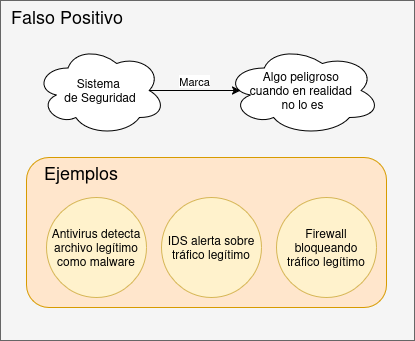 Falso Positivo
Sistema
de Seguridad
Marca
Algo peligroso
cuando en realidad
no lo es
Ejemplos
Antivirus detecta
archivo legítimo
como malware
IDS alerta sobre
tráfico legítimo
Firewall
bloqueando
tráfico legítimo